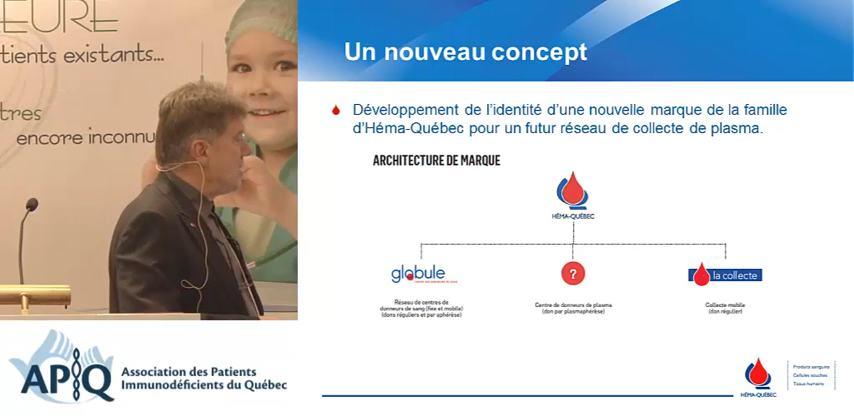 EURE
tients existants...
tres
encore inconnu
APIQ
Association des Patients
Immunodéficients du Québec
Un nouveau concept
Développement de l'identité d'une nouvelle marque de la famille
d'Héma-Québec pour un futur réseau de collecte de plasma.
ARCHITECTURE DE MARQUE
HÉMA-QUÉBEC
globule
?
la collecte
Réseau de centres de
donneurs de sang (fixe et mobile)
(dons réguliers et par aphérèse)
Centre de donneurs de plasma
(don par plasmaphérèse)
Collecte mobile
(don régulier)
HÉMA-QUÉBEC
Produits sanguins
Cellules souches
Tissus humains